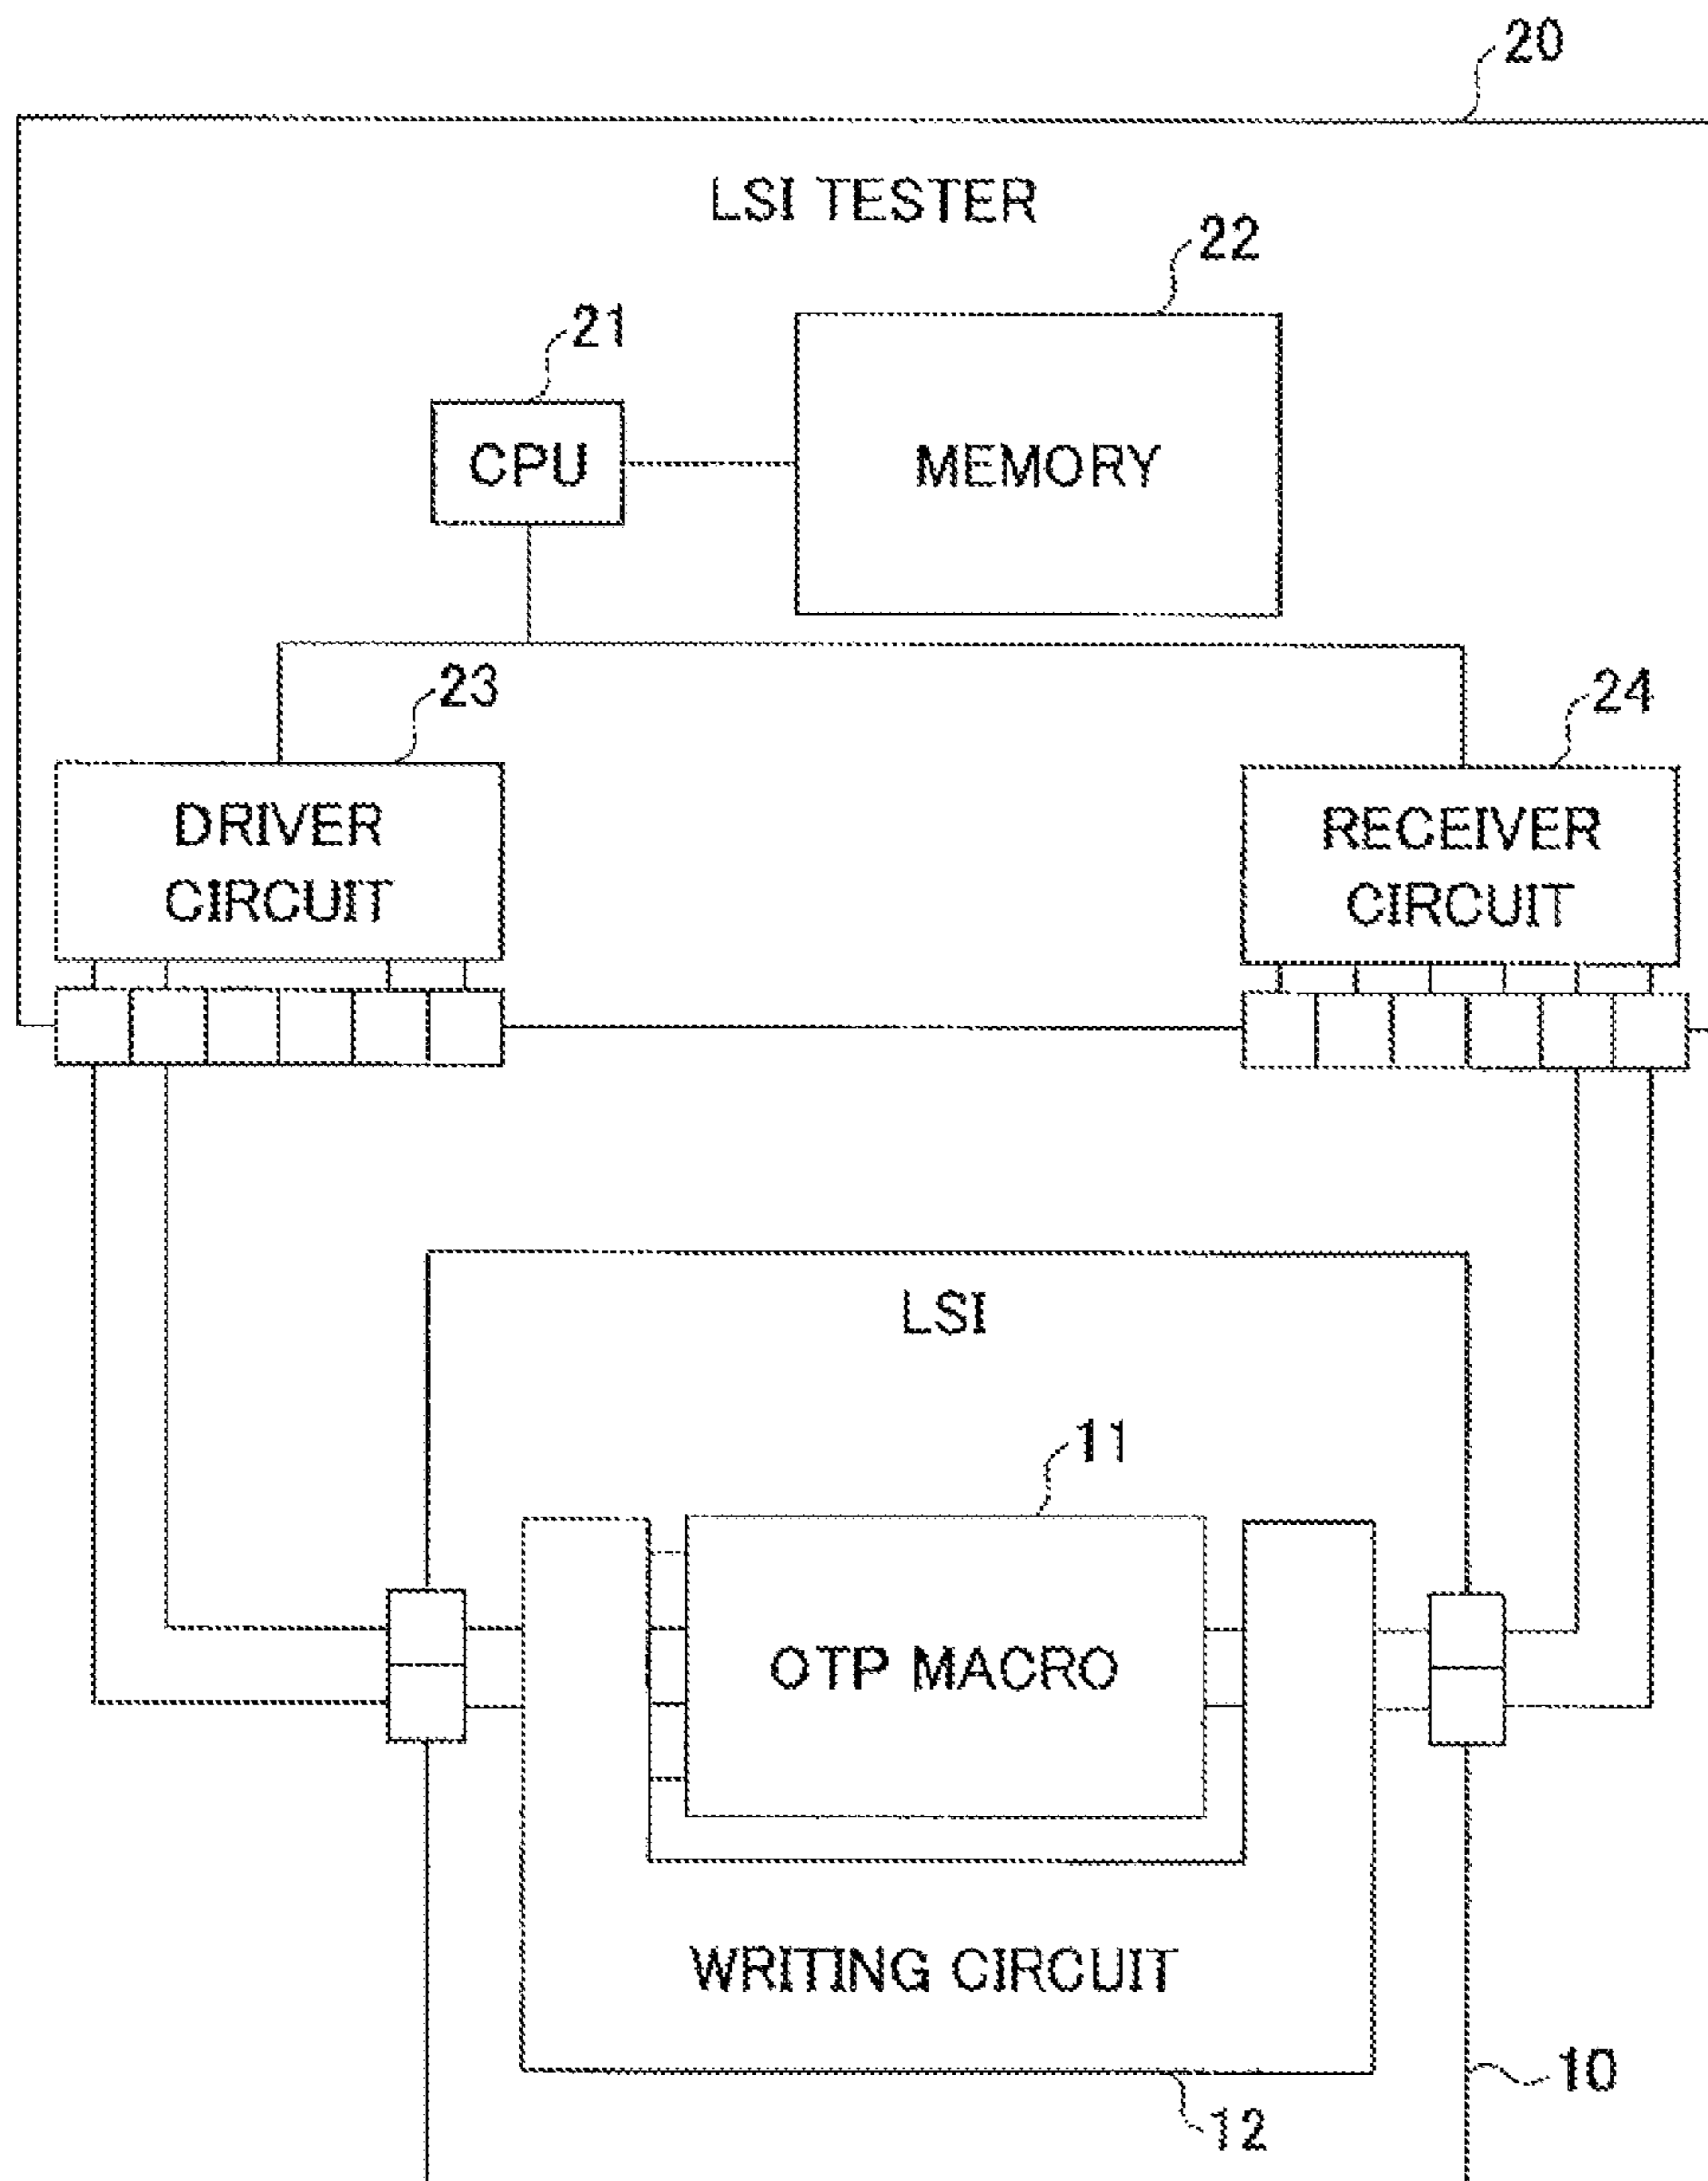 20
LSI TESTER
22
21
CPU
MEMORY
23
24
DRIVER
CIRCUIT
RECEIVER
CIRCUIT
LSI
11
OTP MACRO
WRITING CIRCUIT
10
12